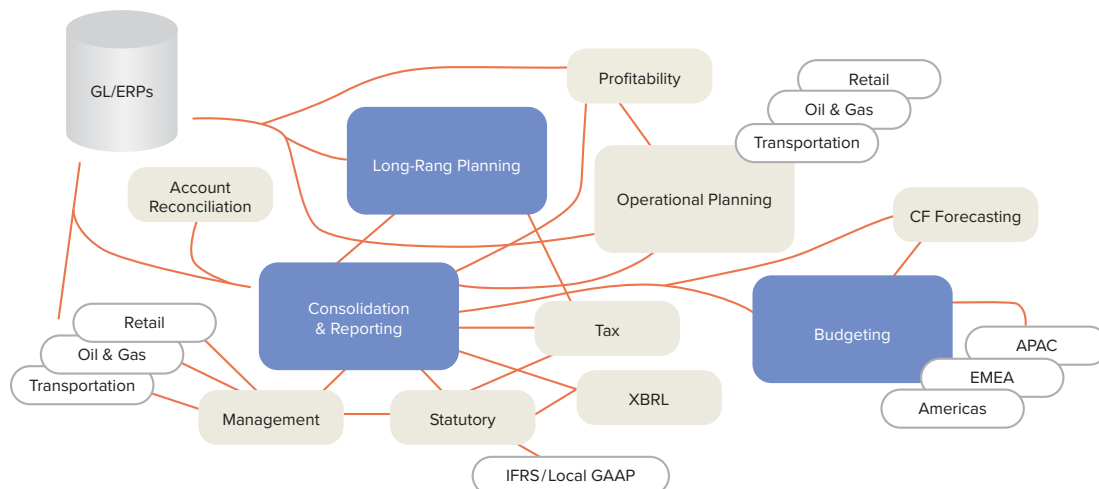 GL/ERPs
Profitability
Retail
Oil & Gas
Transportation
Long-Rang Planning
Account
Reconciliation
Operational Planning
CF Forecasting
Consolidation
& Reporting
Retail
Oil & Gas
Transportation
Tax
Budgeting
APAC
EMEA
Americas
XBRL
Management
Statutory
IFRS/Local GAAP